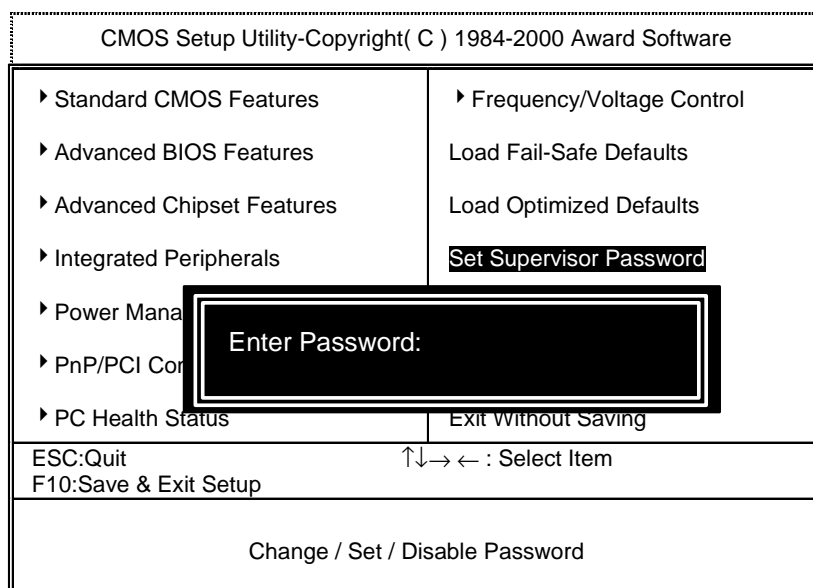 CMOS Setup Utility-Copyright( C ) 1984-2000 Award Software
Standard CMOS Features
Advanced BIOS Features
Advanced Chipset Features
Integrated Peripherals
Power Mana
PnP/PCI Con
PC Health Status
Frequency/Voltage Control
Load Fail-Safe Defaults
Load Optimized Defaults
Set Supervisor Password
Exit Without Saving
Enter Password:
ESC:Quit ↑↓→ ← : Select Item
F10:Save & Exit Setup
Change / Set / Disable Password